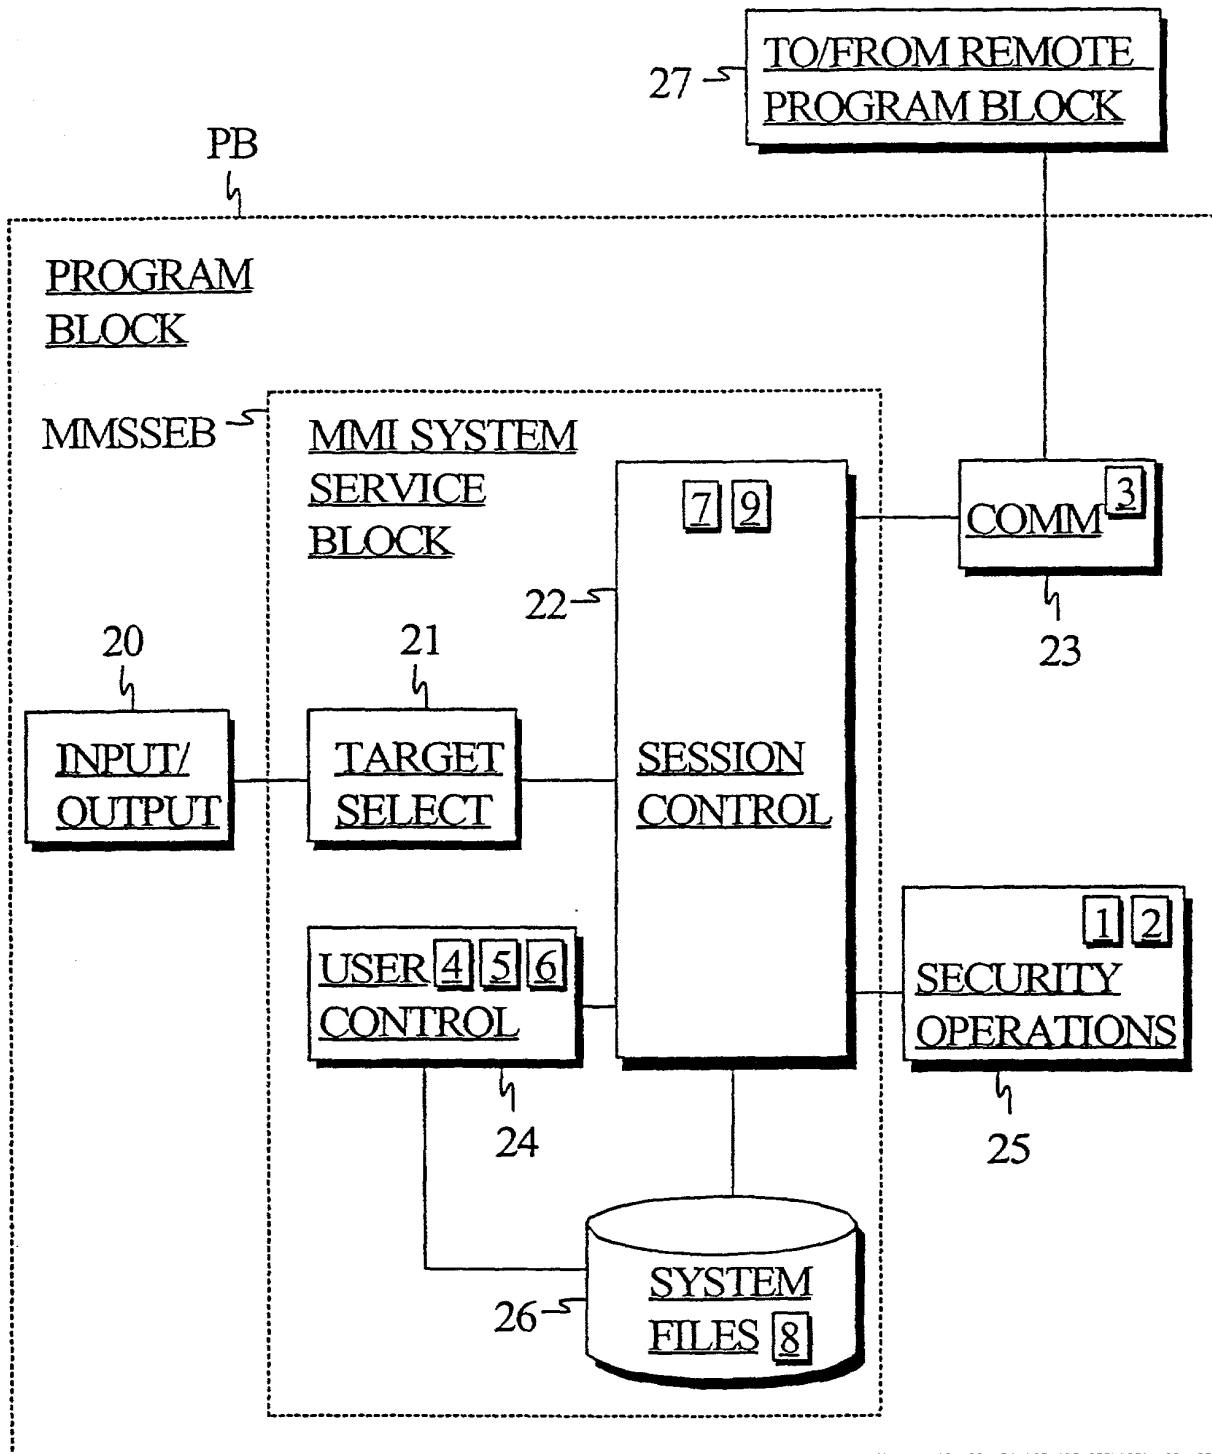 TO/FROM REMOTE
PROGRAM BLOCK
27
PB
PROGRAM
BLOCK
MMSSEB
MMI SYSTEM
SERVICE
BLOCK
7 9
COMM 3
22
23
20
21
INPUT/
OUTPUT
TARGET
SELECT
SESSION
CONTROL
USER 4 5 6
CONTROL
1 2
SECURITY
OPERATIONS
24
25
SYSTEM
FILES 8
26